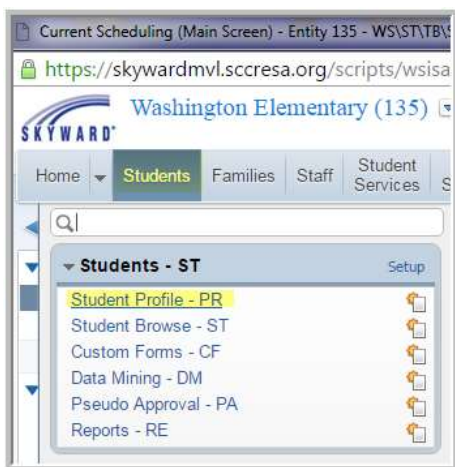 Current Scheduling (Main Screen) - Entity 135 - WS\ST\TB\
https://skywardmvl.sccresa.org/scripts/wsisa
SKYWARD
Washington Elementary (135)
Home Students Families Staff Student Services
Students - ST Setup
Student Profile - PR
Student Browse - ST
Custom Forms - CF
Data Mining - DM
Pseudo Approval - PA
Reports - RE